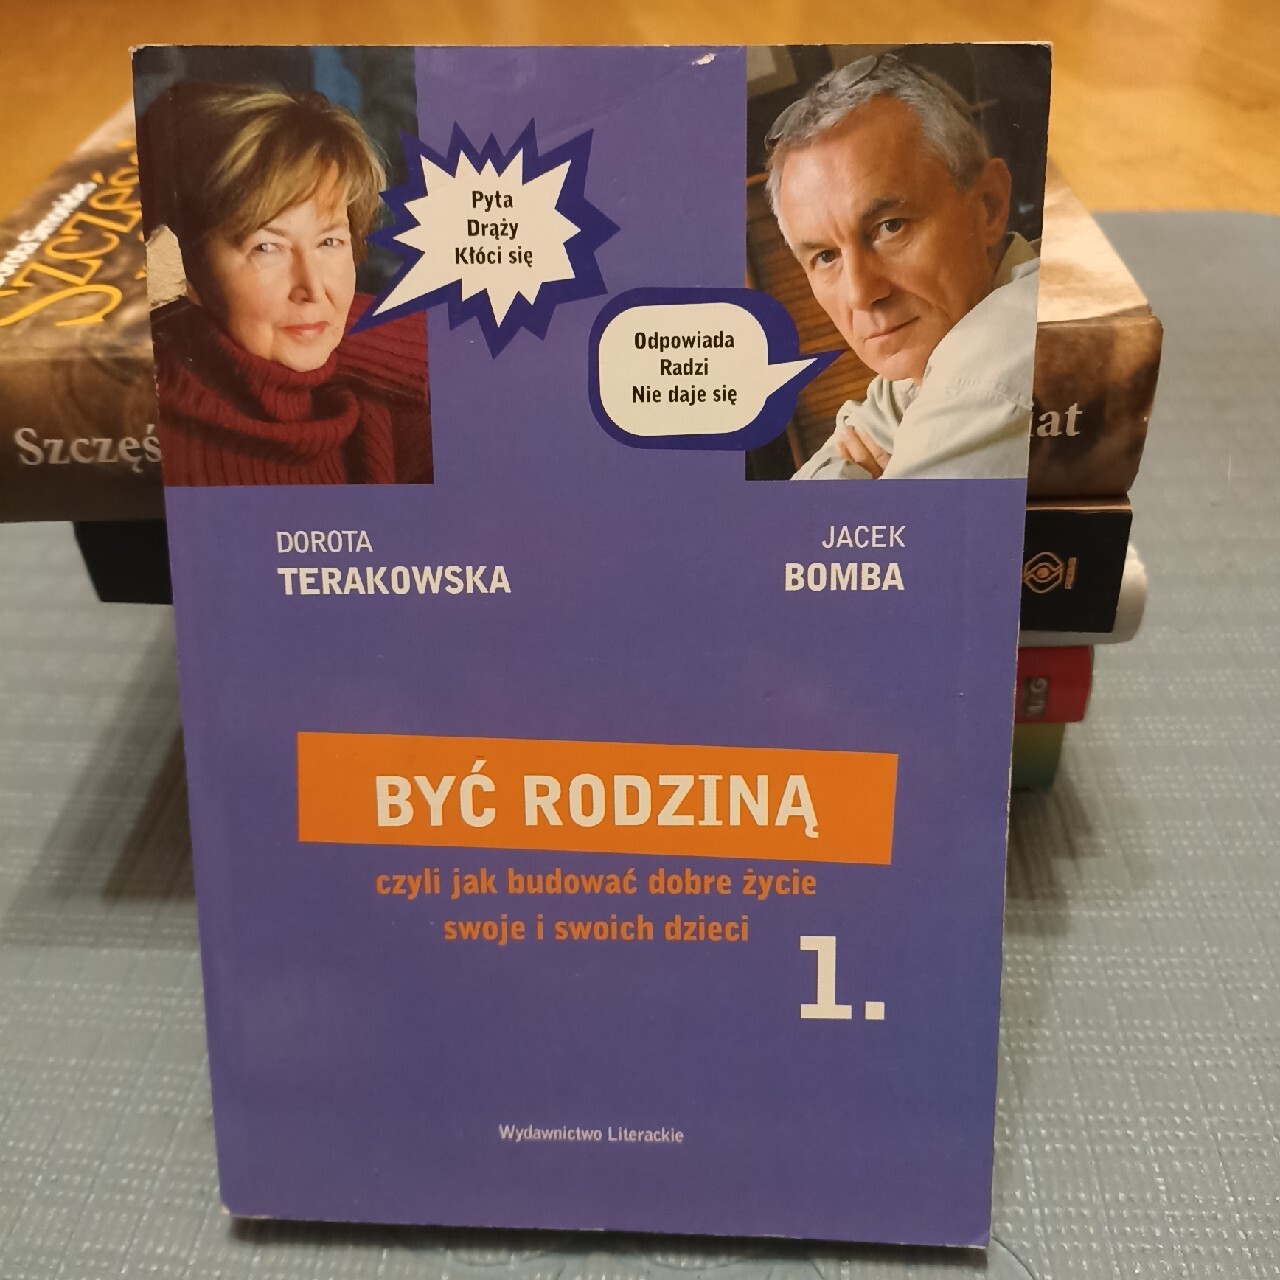 Pyta
Drąży
Kłóci się
Odpowiada
Radzi
Nie daje się
DOROTA
TERAKOWSKA
JACEK
BOMBA
BYĆ RODZINĄ
czyli jak budować dobre życie
swoje i swoich dzieci
1.
Wydawnictwo Literackie
Szczęś
Szczęś
iat